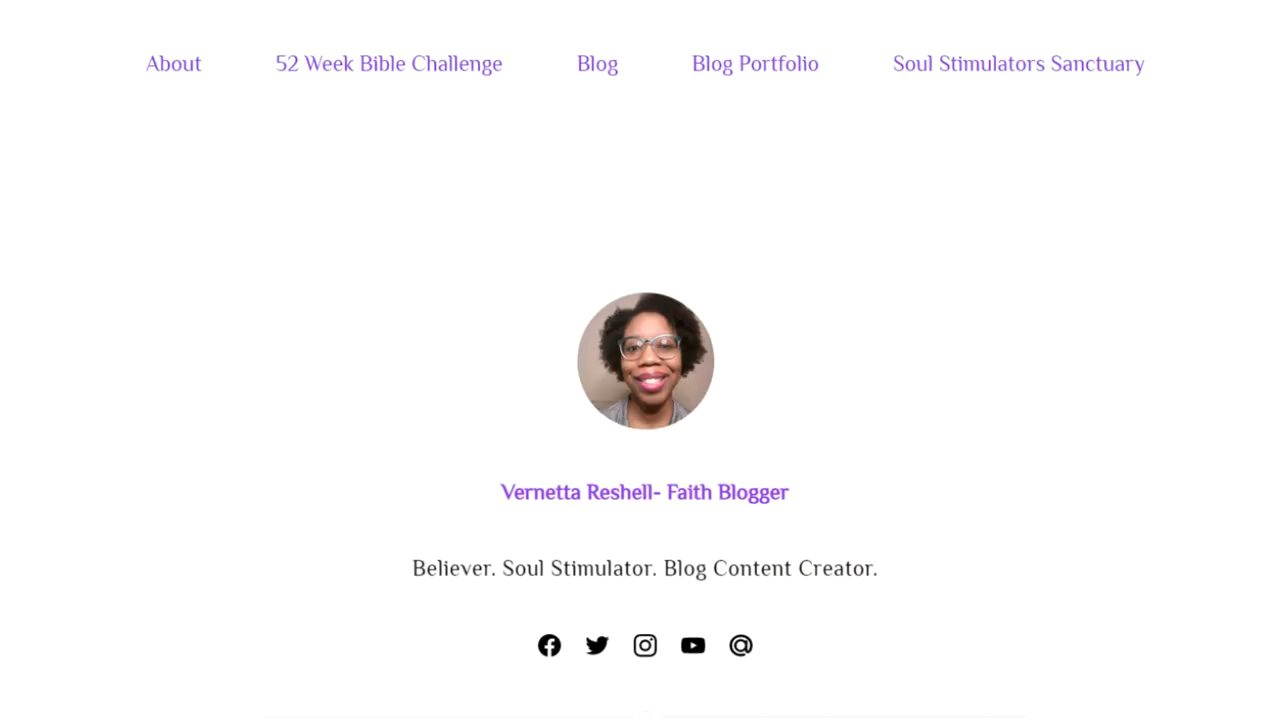 About
52 Week Bible Challenge
Blog
Blog Portfolio
Soul Stimulators Sanctuary
Vernetta Reshell- Faith Blogger
Believer. Soul Stimulator. Blog Content Creator.